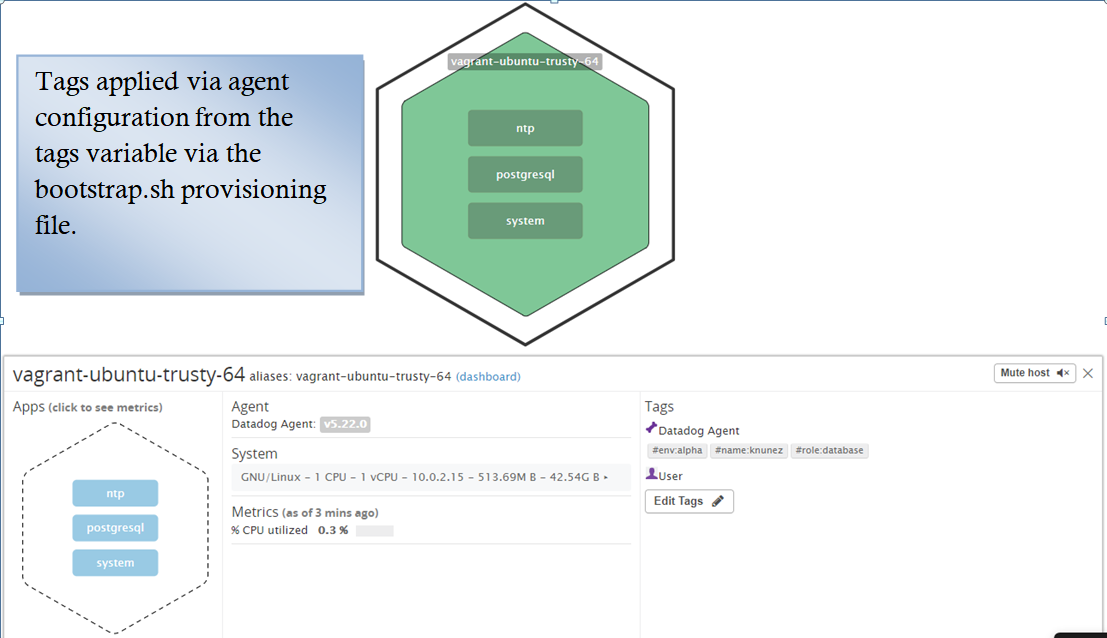 Tags applied via agent
configuration from the
tags variable via the
bootstrap.sh provisioning
file.
vagrant-ubuntu-trusty-64
ntp
postgresql
system
vagrant-ubuntu-trusty-64 aliases: vagrant-ubuntu-trusty-64 (dashboard)
Mute host
Apps (click to see metrics)
ntp
postgresql
system
Agent
Datadog Agent: v5.22.0
System
GNU/Linux – 1 CPU – 1 vCPU – 10.0.2.15 – 513.69M B – 42.54G B
Metrics (as of 3 mins ago)
% CPU utilized 0.3 %
Tags
Datadog Agent
#env:alpha #name:knunez #role:database
User
Edit Tags